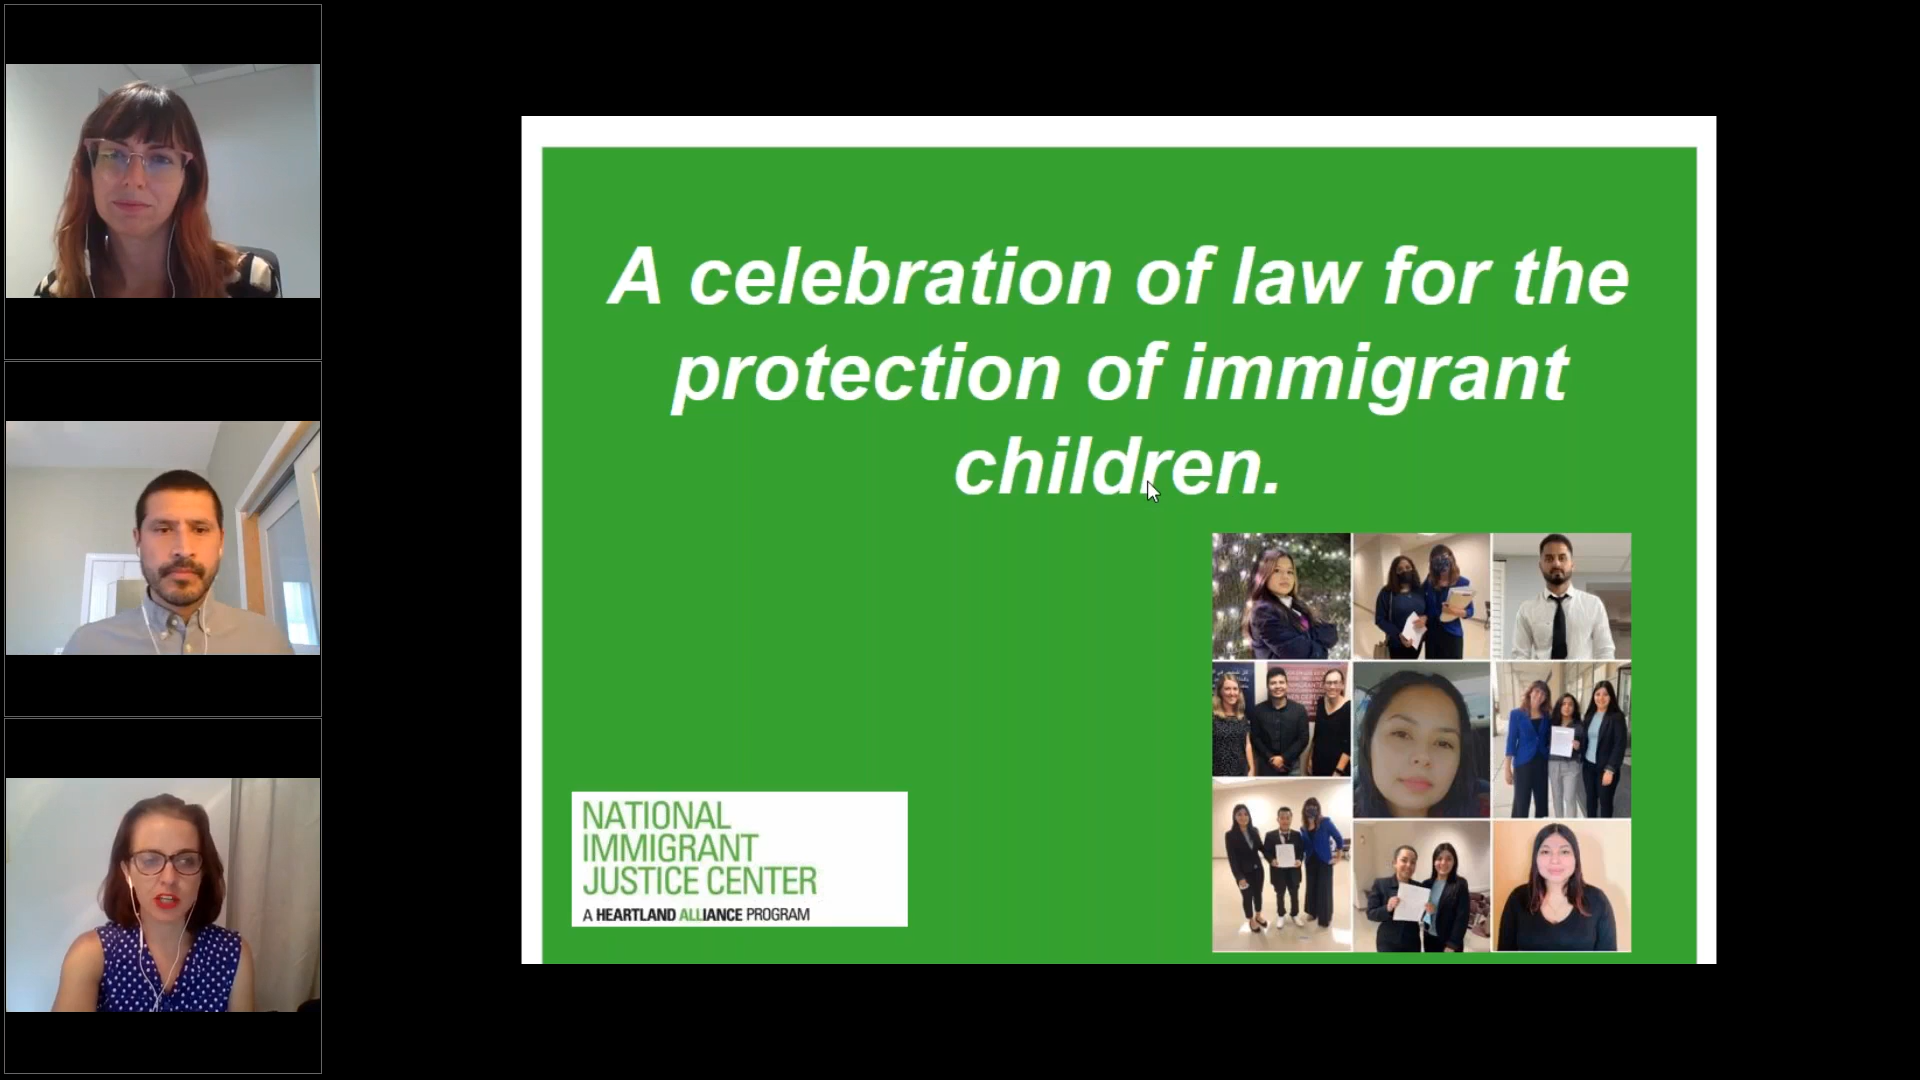 A celebration of law for the
protection of immigrant
children.
NATIONAL
IMMIGRANT
JUSTICE CENTER
A HEARTLAND ALLIANCE PROGRAM